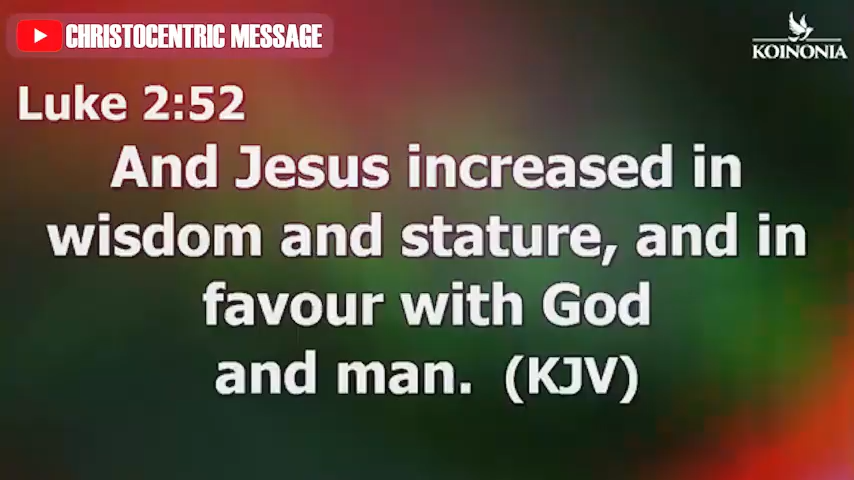 CHRISTOCENTRIC MESSAGE
KOINONIA
Luke 2:52
And Jesus increased in
wisdom and stature, and in
favour with God
and man. (KJV)